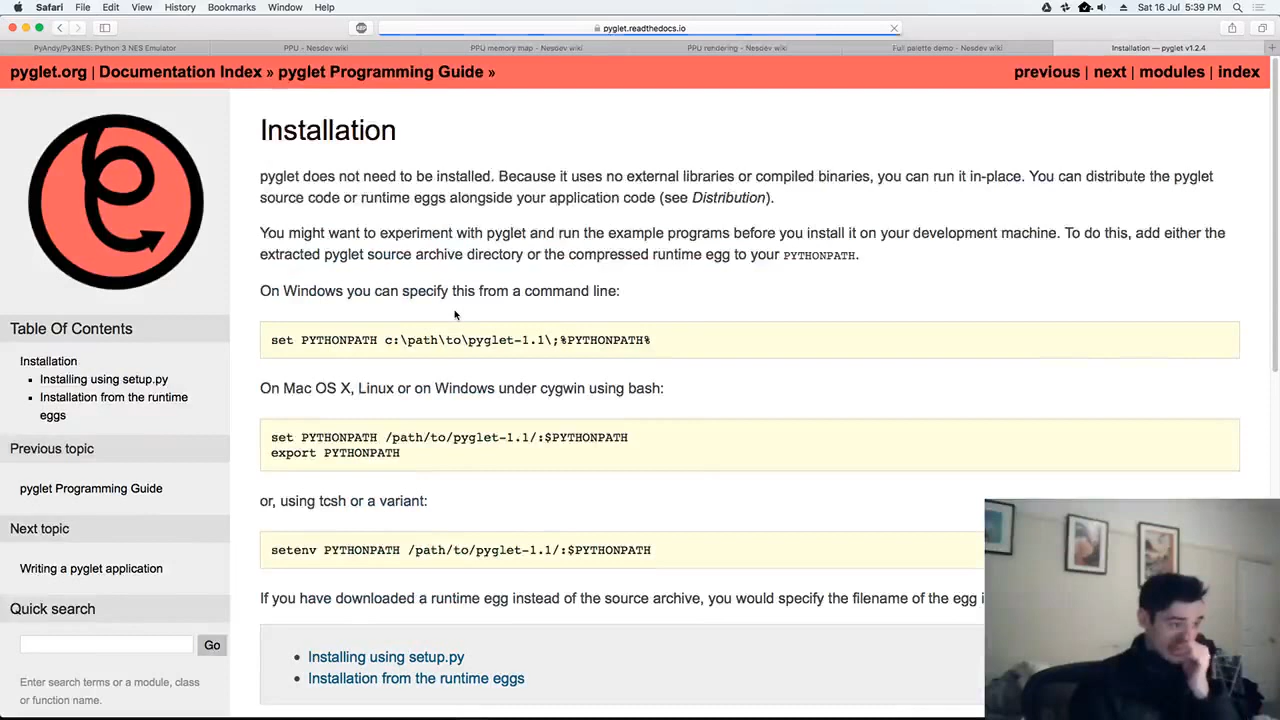 Safari File Edit View History Bookmarks Window Help Sat 16 Jul 5:39 PM
pyglet.readthedocs.io
PyAndy/Py3NES: Python 3 NES Emulator PPU - Nesdev wiki PPU memory map - Nesdev wiki PPU rendering - Nesdev wiki Full palette demo - Nesdev wiki Installation — pyglet v1.2.4
pyglet.org | Documentation Index » pyglet Programming Guide » previous | next | modules | index
Table Of Contents
Installation
Installing using setup.py
Installation from the runtime
eggs
Previous topic
pyglet Programming Guide
Next topic
Writing a pyglet application
Quick search
Go
Enter search terms or a module, class
or function name.
Installation
pyglet does not need to be installed. Because it uses no external libraries or compiled binaries, you can run it in-place. You can distribute the pyglet
source code or runtime eggs alongside your application code (see Distribution).
You might want to experiment with pyglet and run the example programs before you install it on your development machine. To do this, add either the
extracted pyglet source archive directory or the compressed runtime egg to your PYTHONPATH.
On Windows you can specify this from a command line:
set PYTHONPATH c:\path\to\pyglet-1.1\;%PYTHONPATH%
On Mac OS X, Linux or on Windows under cygwin using bash:
set PYTHONPATH /path/to/pyglet-1.1/:$PYTHONPATH
export PYTHONPATH
or, using tcsh or a variant:
setenv PYTHONPATH /path/to/pyglet-1.1/:$PYTHONPATH
If you have downloaded a runtime egg instead of the source archive, you would specify the filename of the egg i
Installing using setup.py
Installation from the runtime eggs